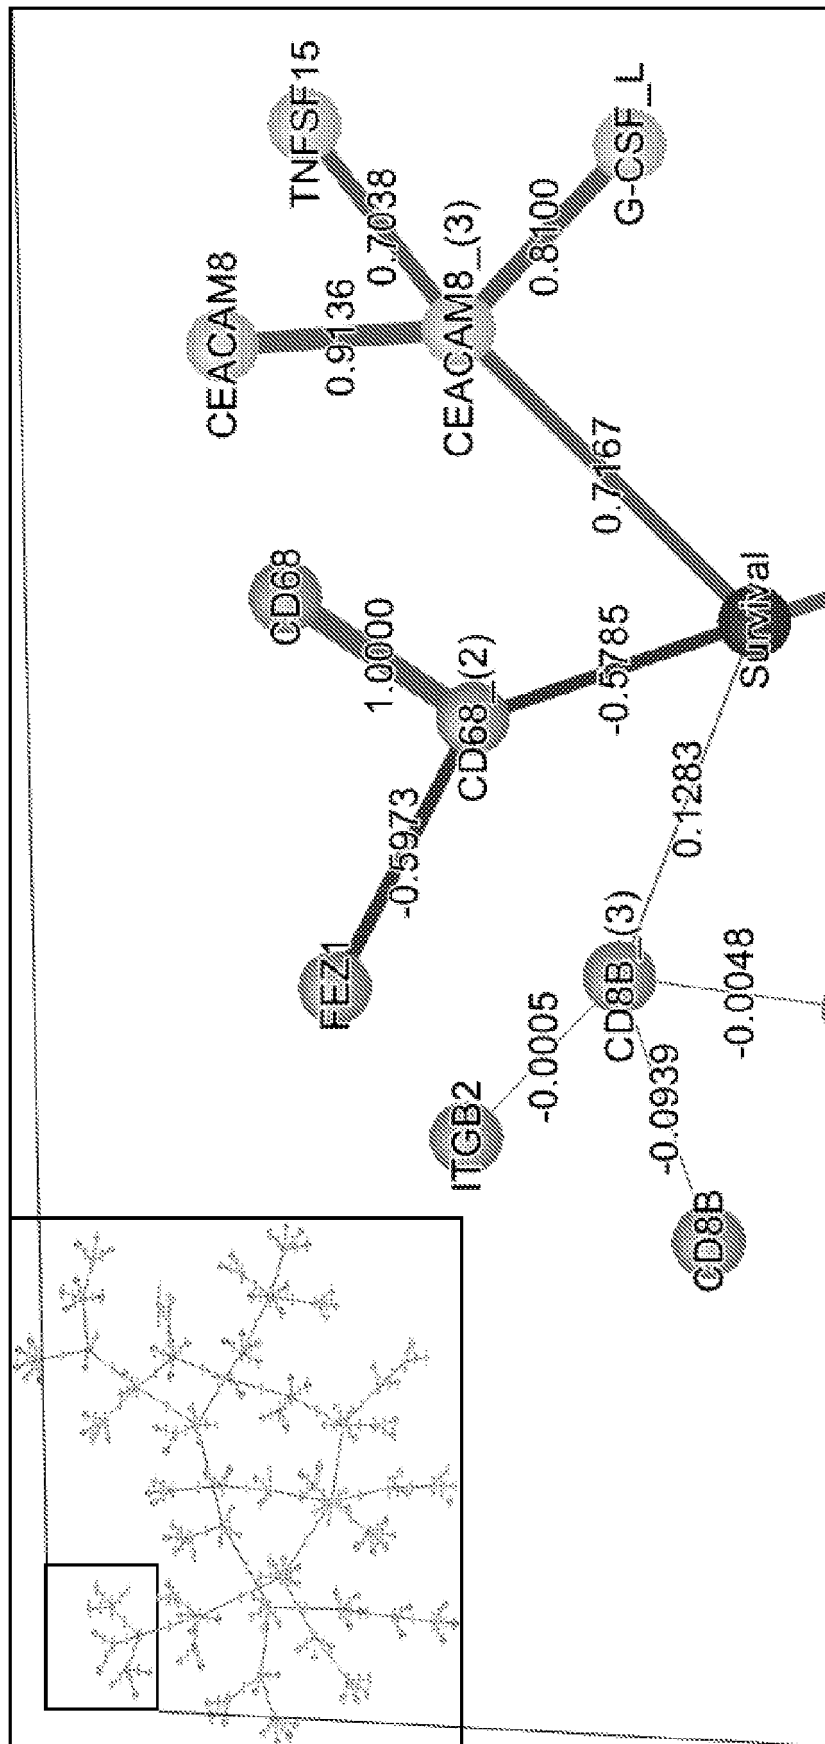 TNFSF15
0.7038
CEACAM8
0.9136
CEACAM8_(3)
0.8100
G-CSF_L
0.7167
CD68
1.0000
CD68_(2)
-0.5785
Survival
-0.5973
FEZ1
0.1283
CD8B_(3)
-0.0005
-0.0048
ITGB2
-0.0939
CD8B